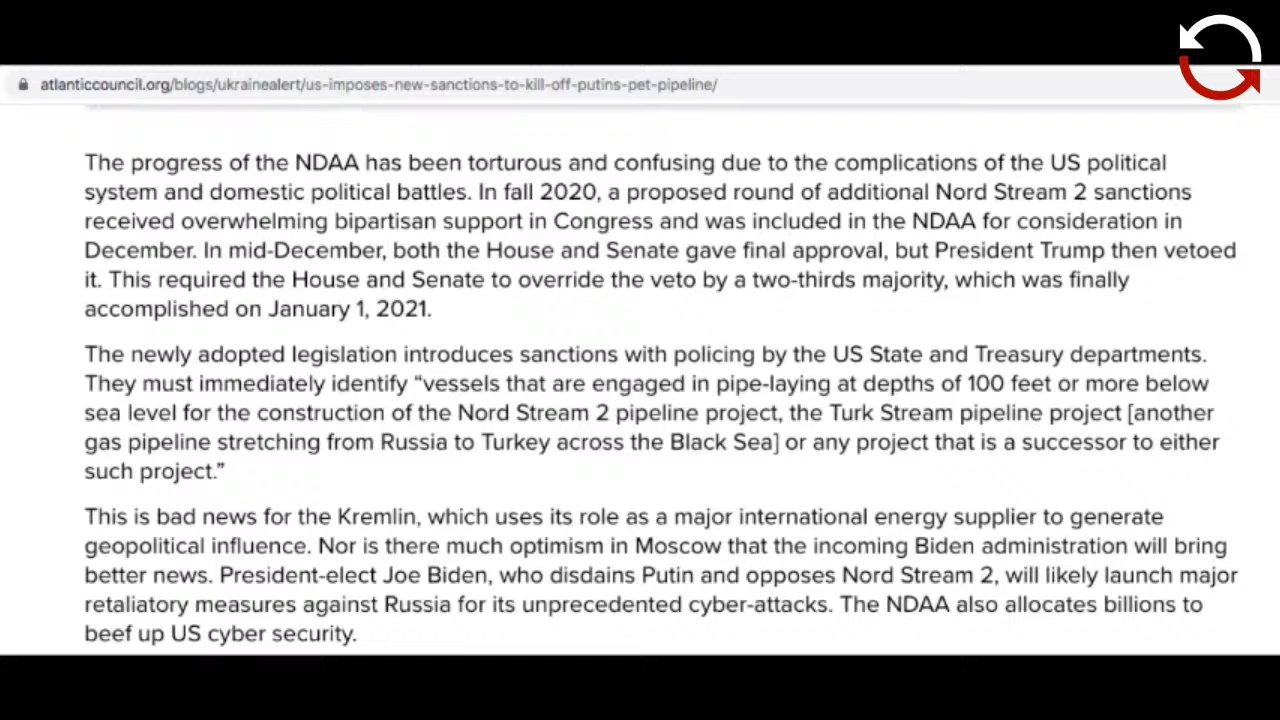 atlanticcouncil.org/blogs/ukrainealert/us-imposes-new-sanctions-to-kill-off-putins-pet-pipeline/
The progress of the NDAA has been torturous and confusing due to the complications of the US political
system and domestic political battles. In fall 2020, a proposed round of additional Nord Stream 2 sanctions
received overwhelming bipartisan support in Congress and was included in the NDAA for consideration in
December. In mid-December, both the House and Senate gave final approval, but President Trump then vetoed
it. This required the House and Senate to override the veto by a two-thirds majority, which was finally
accomplished on January 1, 2021.
The newly adopted legislation introduces sanctions with policing by the US State and Treasury departments.
They must immediately identify “vessels that are engaged in pipe-laying at depths of 100 feet or more below
sea level for the construction of the Nord Stream 2 pipeline project, the Turk Stream pipeline project [another
gas pipeline stretching from Russia to Turkey across the Black Sea] or any project that is a successor to either
such project.”
This is bad news for the Kremlin, which uses its role as a major international energy supplier to generate
geopolitical influence. Nor is there much optimism in Moscow that the incoming Biden administration will bring
better news. President-elect Joe Biden, who disdains Putin and opposes Nord Stream 2, will likely launch major
retaliatory measures against Russia for its unprecedented cyber-attacks. The NDAA also allocates billions to
beef up US cyber security.